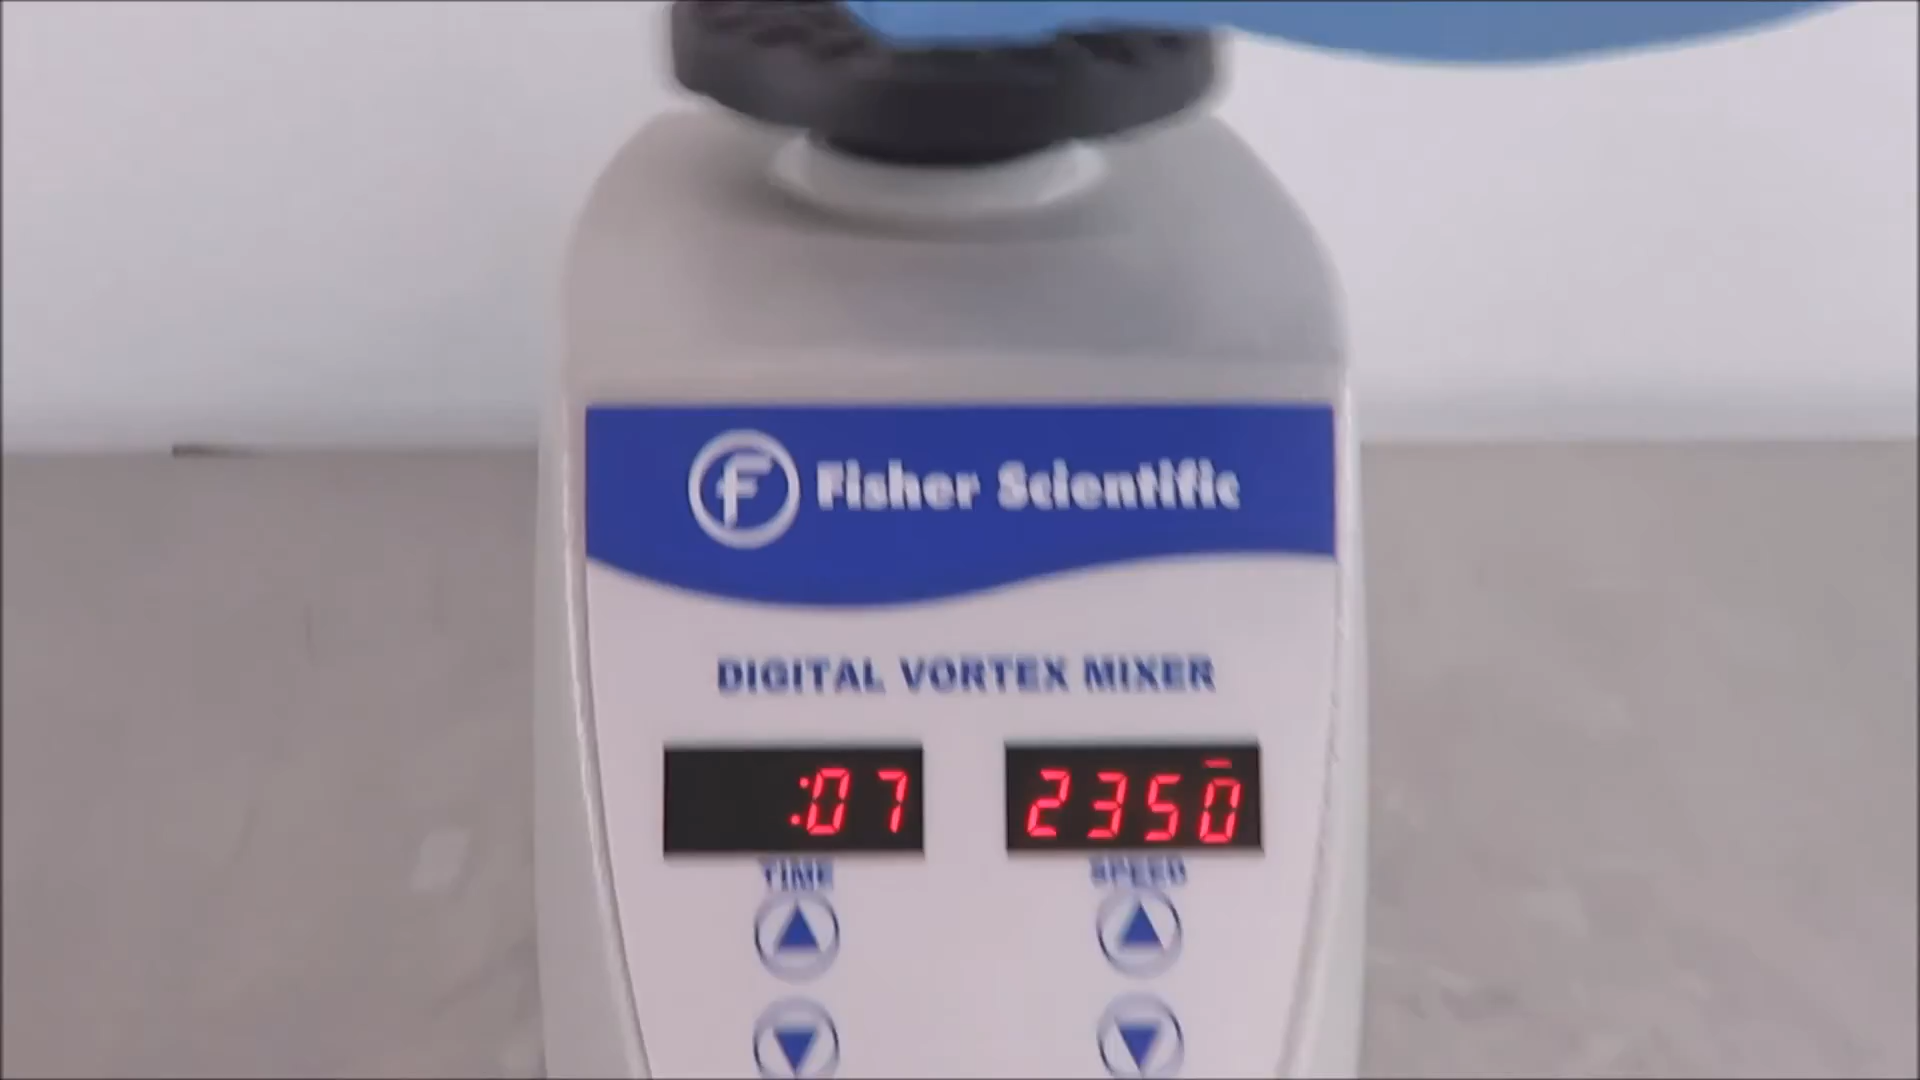 F Fisher Scientific
DIGITAL VORTEX MIXER
:07 2350
TIME SPEED